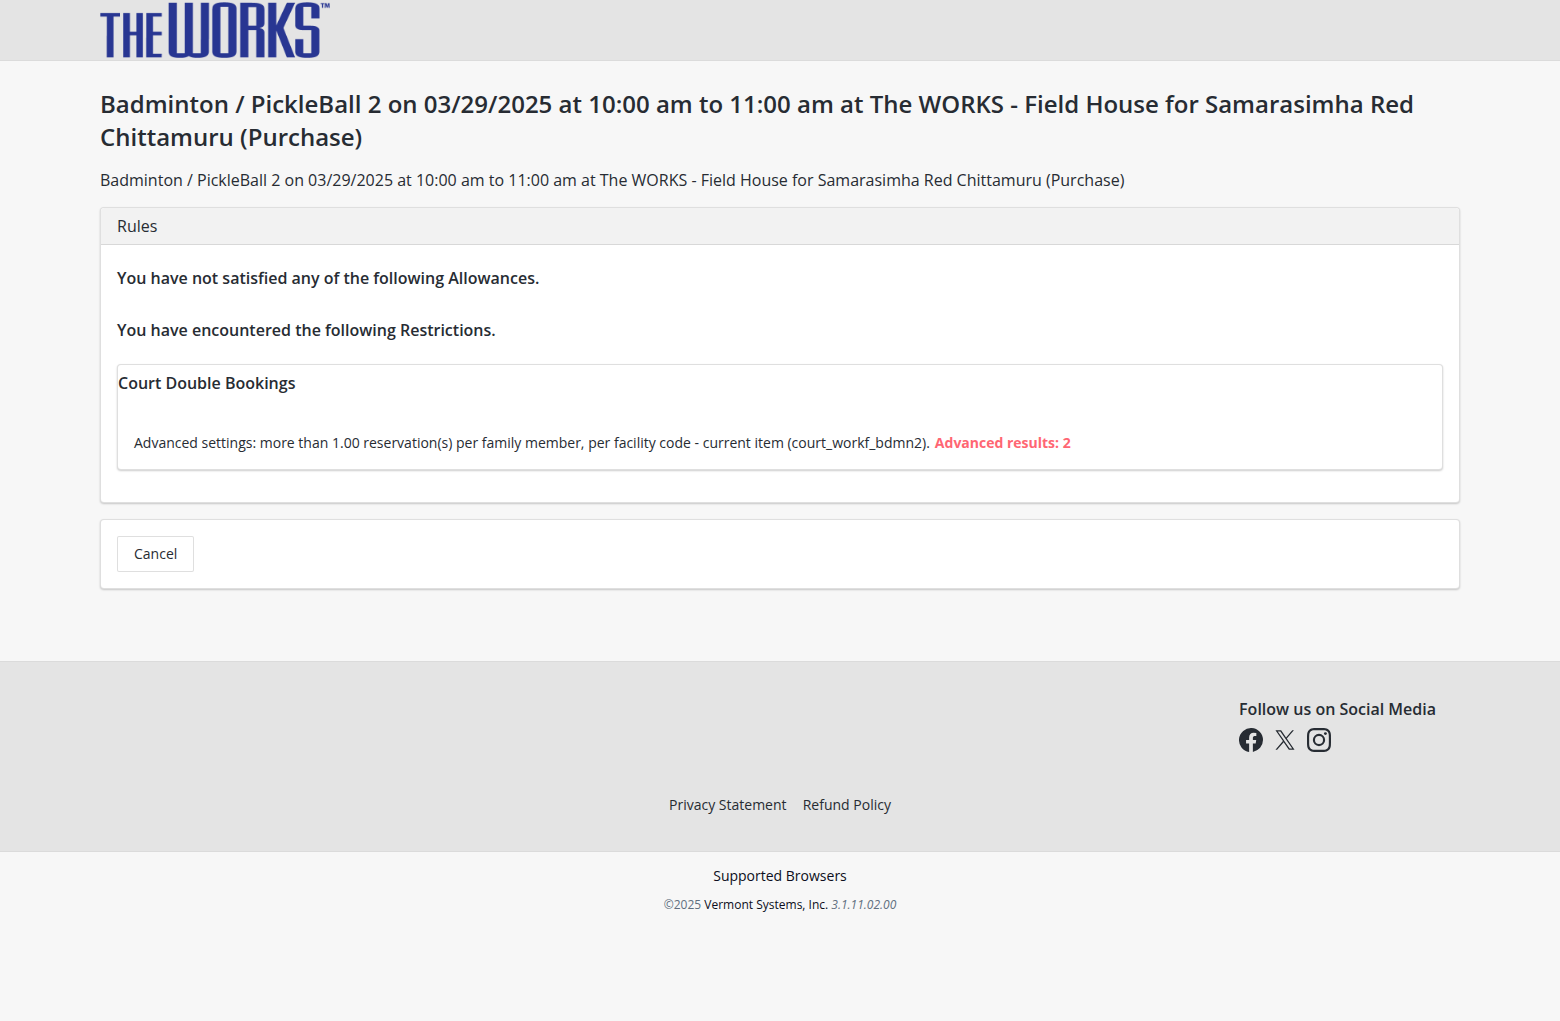 THE WORKS™
Badminton / PickleBall 2 on 03/29/2025 at 10:00 am to 11:00 am at The WORKS - Field House for Samarasimha Red
Chittamuru (Purchase)
Badminton / PickleBall 2 on 03/29/2025 at 10:00 am to 11:00 am at The WORKS - Field House for Samarasimha Red Chittamuru (Purchase)
Rules
You have not satisfied any of the following Allowances.
You have encountered the following Restrictions.
Court Double Bookings
Advanced settings: more than 1.00 reservation(s) per family member, per facility code - current item (court_workf_bdmn2). Advanced results: 2
Cancel
Follow us on Social Media
Privacy Statement Refund Policy
Supported Browsers
©2025 Vermont Systems, Inc. 3.1.11.02.00